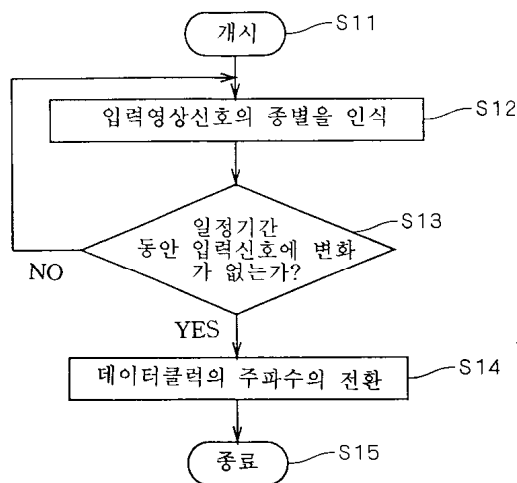 개시
S11
입력영상신호의 종별을 인식
S12
일정기간
동안 입력신호에 변화
가 없는가?
S13
NO
YES
데이터클럭의 주파수의 전환
S14
종료
S15